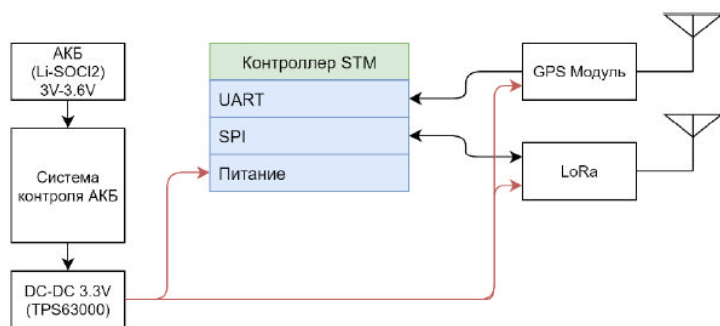 АКБ
(Li-SOCl2)
3V-3.6V
Система
контроля АКБ
DC-DC 3.3V
(TPS63000)
Контроллер STM
UART
SPI
Питание
GPS Модуль
LoRa